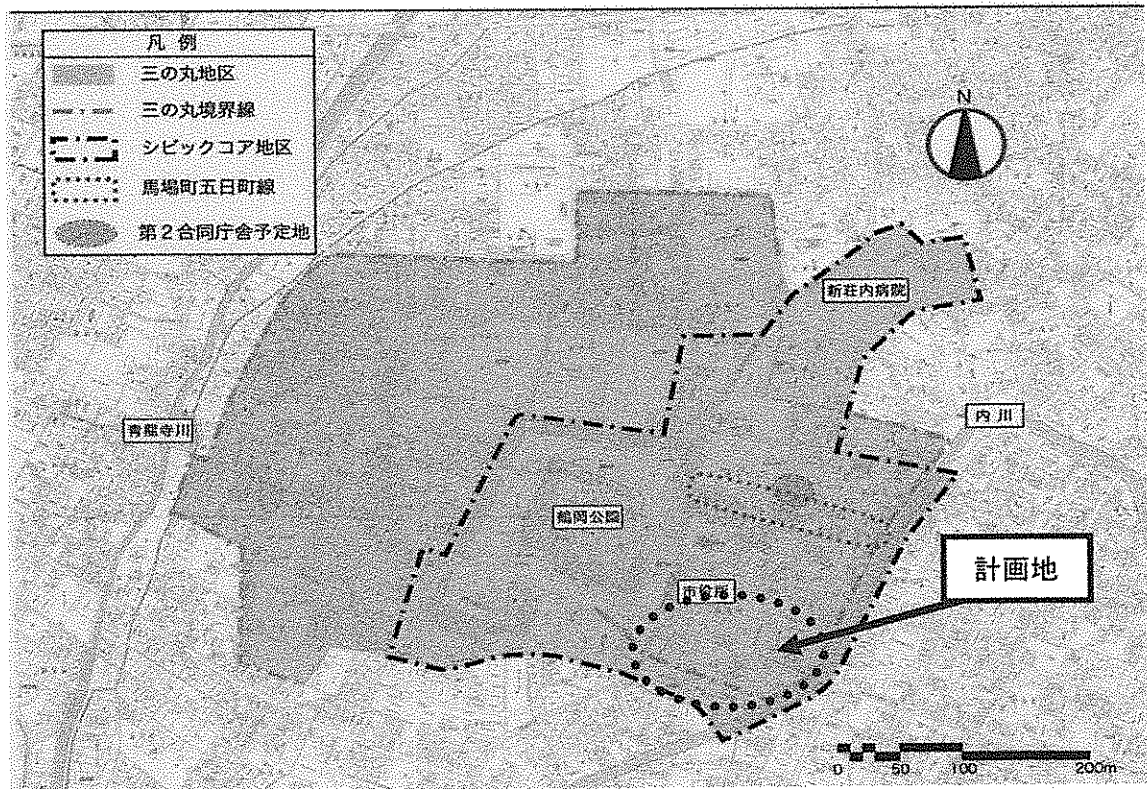 凡例
三の丸地区
三の丸境界線
シビックコア地区
馬場町五日町線
第2合同庁舎予定地
N
新荘内病院
青龍寺川
内川
鶴岡公園
計画地
市役所
0 50 100 200m